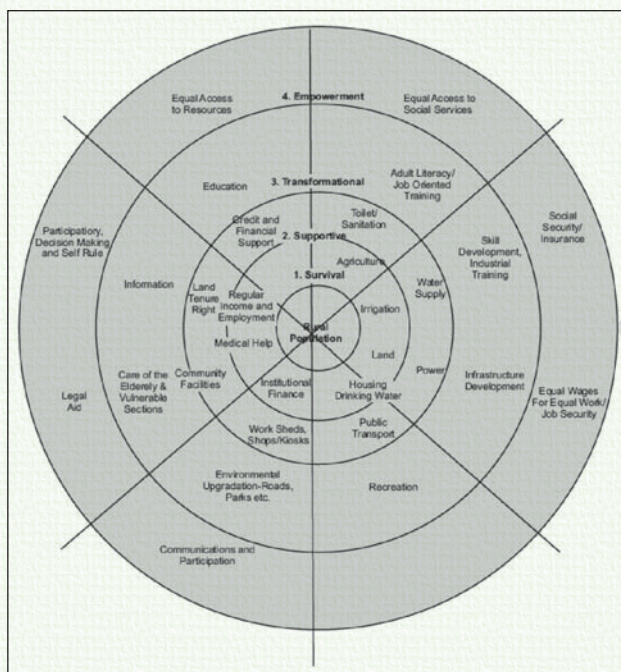 Equal Access
to Resources
4. Empowerment
Equal Access to
Social Services
Education
3. Transformational
Adult Literacy/
Job Oriented
Training
Credit and
Financial
Support
Toilet/
Sanitation
Participatiory,
Decision Making
and Self Rule
2. Supportive
Social
Security/
Insurance
Skill
Development,
Industrial
Training
Agriculture
1. Survival
Information
Land
Tenure
Right
Regular
Income and
Employment
Water
Supply
Irrigation
Rural
Population
Medical Help
Land
Care of the
Elderely &
Vulnerable
Sections
Community
Facilities
Power
Infrastructure
Development
Institutional
Finance
Housing
Drinking Water
Legal
Aid
Equal Wages
For Equal Work/
Job Security
Work Sheds,
Shops/Kiosks
Public
Transport
Environmental
Upgradation-Roads,
Parks etc.
Recreation
Communications and
Participation